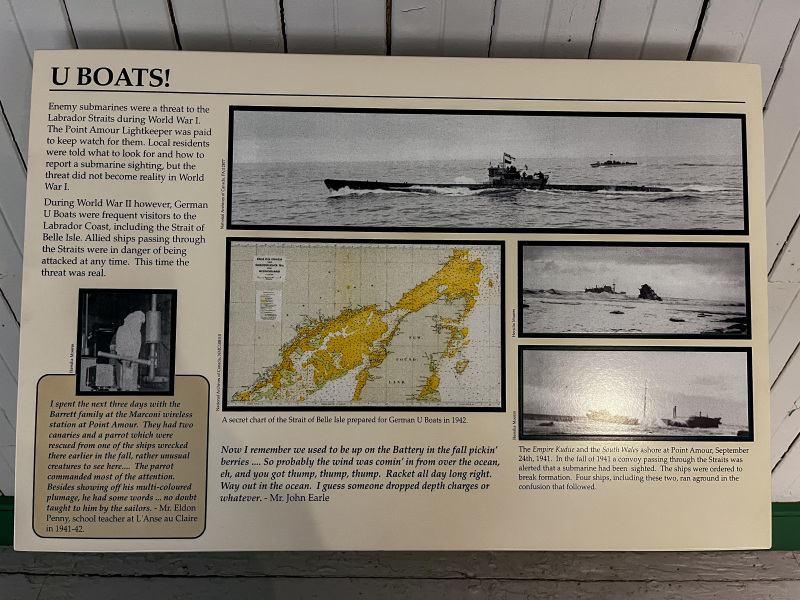 U BOATS!
Enemy submarines were a threat to the
Labrador Straits during World War I.
The Point Amour Lightkeeper was paid
to keep watch for them. Local residents
were told what to look for and how to
report a submarine sighting, but the
threat did not become reality in World
War I.
During World War II however, German
U Boats were frequent visitors to the
Labrador Coast, including the Strait of
Belle Isle. Allied ships passing through
the Straits were in danger of being
attacked at any time. This time the
threat was real.
I spent the next three days with the
Barrett family at the Marconi wireless
station at Point Amour. They had two
canaries and a parrot which were
rescued from one of the ships wrecked
there earlier in the fall, rather unusual
creatures to see here.... The parrot
commanded most of the attention.
Besides showing off his multi-coloured
plumage, he had some words ... no doubt
taught to him by the sailors. - Mr. Eldon
Penny, school teacher at L'Anse au Claire
in 1941-42.
National Archives of Canada,
National Archives of Canada,
A secret chart of the Strait of Belle Isle prepared for German U Boats in 1942.
Now I remember we used to be up on the Battery in the fall pickin'
berries .... So probably the wind was comin' in from over the ocean,
eh, and you got thump, thump, thump. Racket all day long right.
Way out in the ocean. I guess someone dropped depth charges or
whatever. - Mr. John Earle
The Empire Kudue and the South Wales ashore at Point Amour, September
24th, 1941. In the fall of 1941 a convoy passing through the Straits was
alerted that a submarine had been sighted. The ships were ordered to
break formation. Four ships, including these two, ran aground in the
confusion that followed.